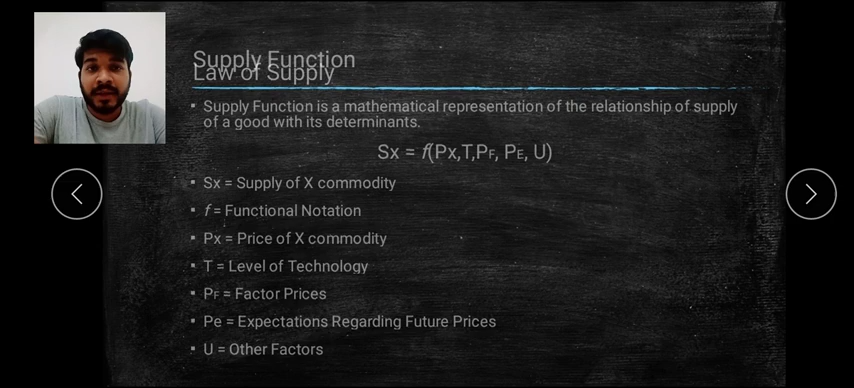 Supply Function
Law of Supply
▪ Supply Function is a mathematical representation of the relationship of supply
of a good with its determinants.
Sx = f(Px,T,PF, PE, U)
▪ Sx = Supply of X commodity
▪ f = Functional Notation
▪ Px = Price of X commodity
▪ T = Level of Technology
▪ PF = Factor Prices
▪ Pe = Expectations Regarding Future Prices
▪ U = Other Factors